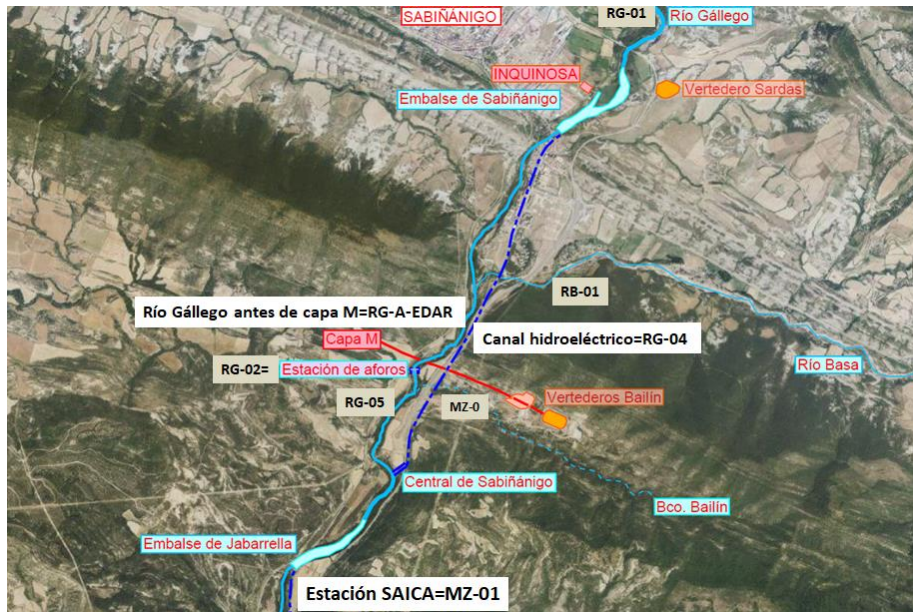 RG-01
SABIÑÁNIGO
Río Gállego
INQUINOSA
Vertedero Sardas
Embalse de Sabiñánigo
RB-01
Río Gállego antes de capa M=RG-A-EDAR
Capa M
Canal hidroeléctrico=RG-04
Río Basa
RG-02=
Estación de aforos
Vertederos Bailín
RG-05
MZ-0
Central de Sabiñánigo
Bco. Bailín
Embalse de Jabarrella
Estación SAICA=MZ-01